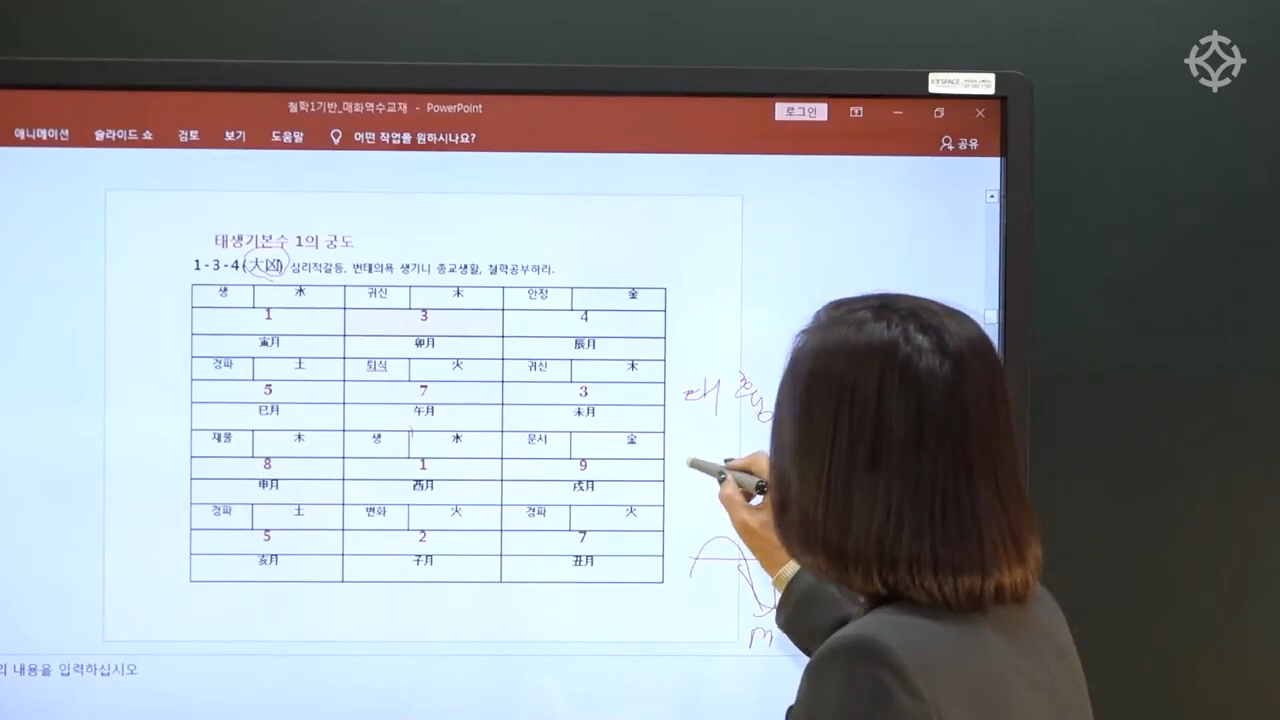 철학1기반_매화역수교재 - PowerPoint
로그인
애니메이션 슬라이드 쇼 검토 보기 도움말 어떤 작업을 원하시나요? 공유
태생기본수 1의 궁도
1 - 3 - 4 (大凶) 심리적갈등, 번태의욕 생기니 종교생활, 철학공부하라.
생 水 귀신 木 안정 金
1 3 4
寅月 卯月 辰月
경파 土 퇴식 火 귀신 木
5 7 3
巳月 午月 未月
재물 木 생 水 문서 金
8 1 9
申月 酉月 戌月
경파 土 변화 火 경파 火
5 2 7
亥月 子月 丑月
의 내용을 입력하십시오